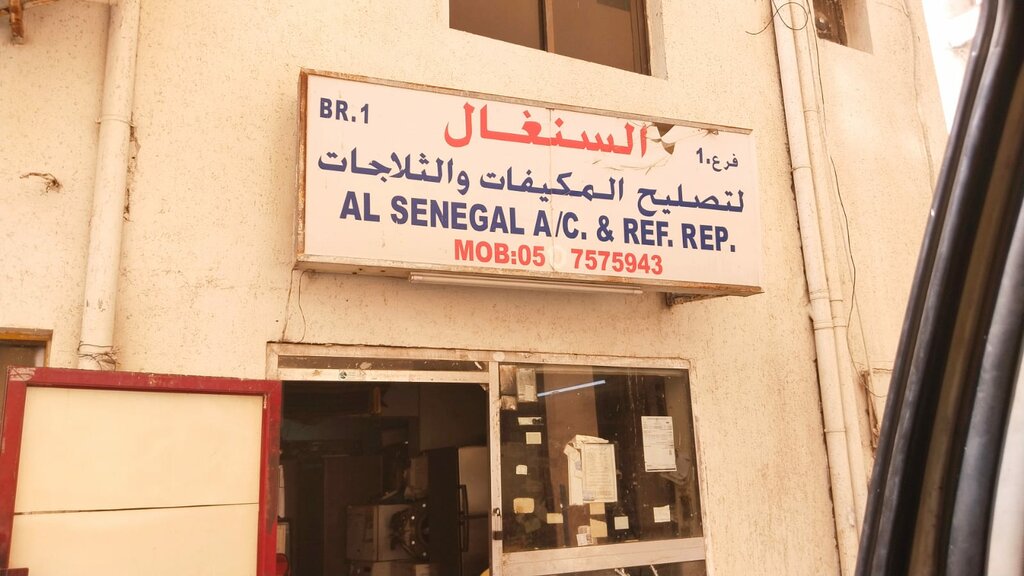 BR.1
السنغال
فرع.1
لتصليح المكيفات والثلاجات
AL SENEGAL A/C. & REF. REP.
MOB:05 7575943